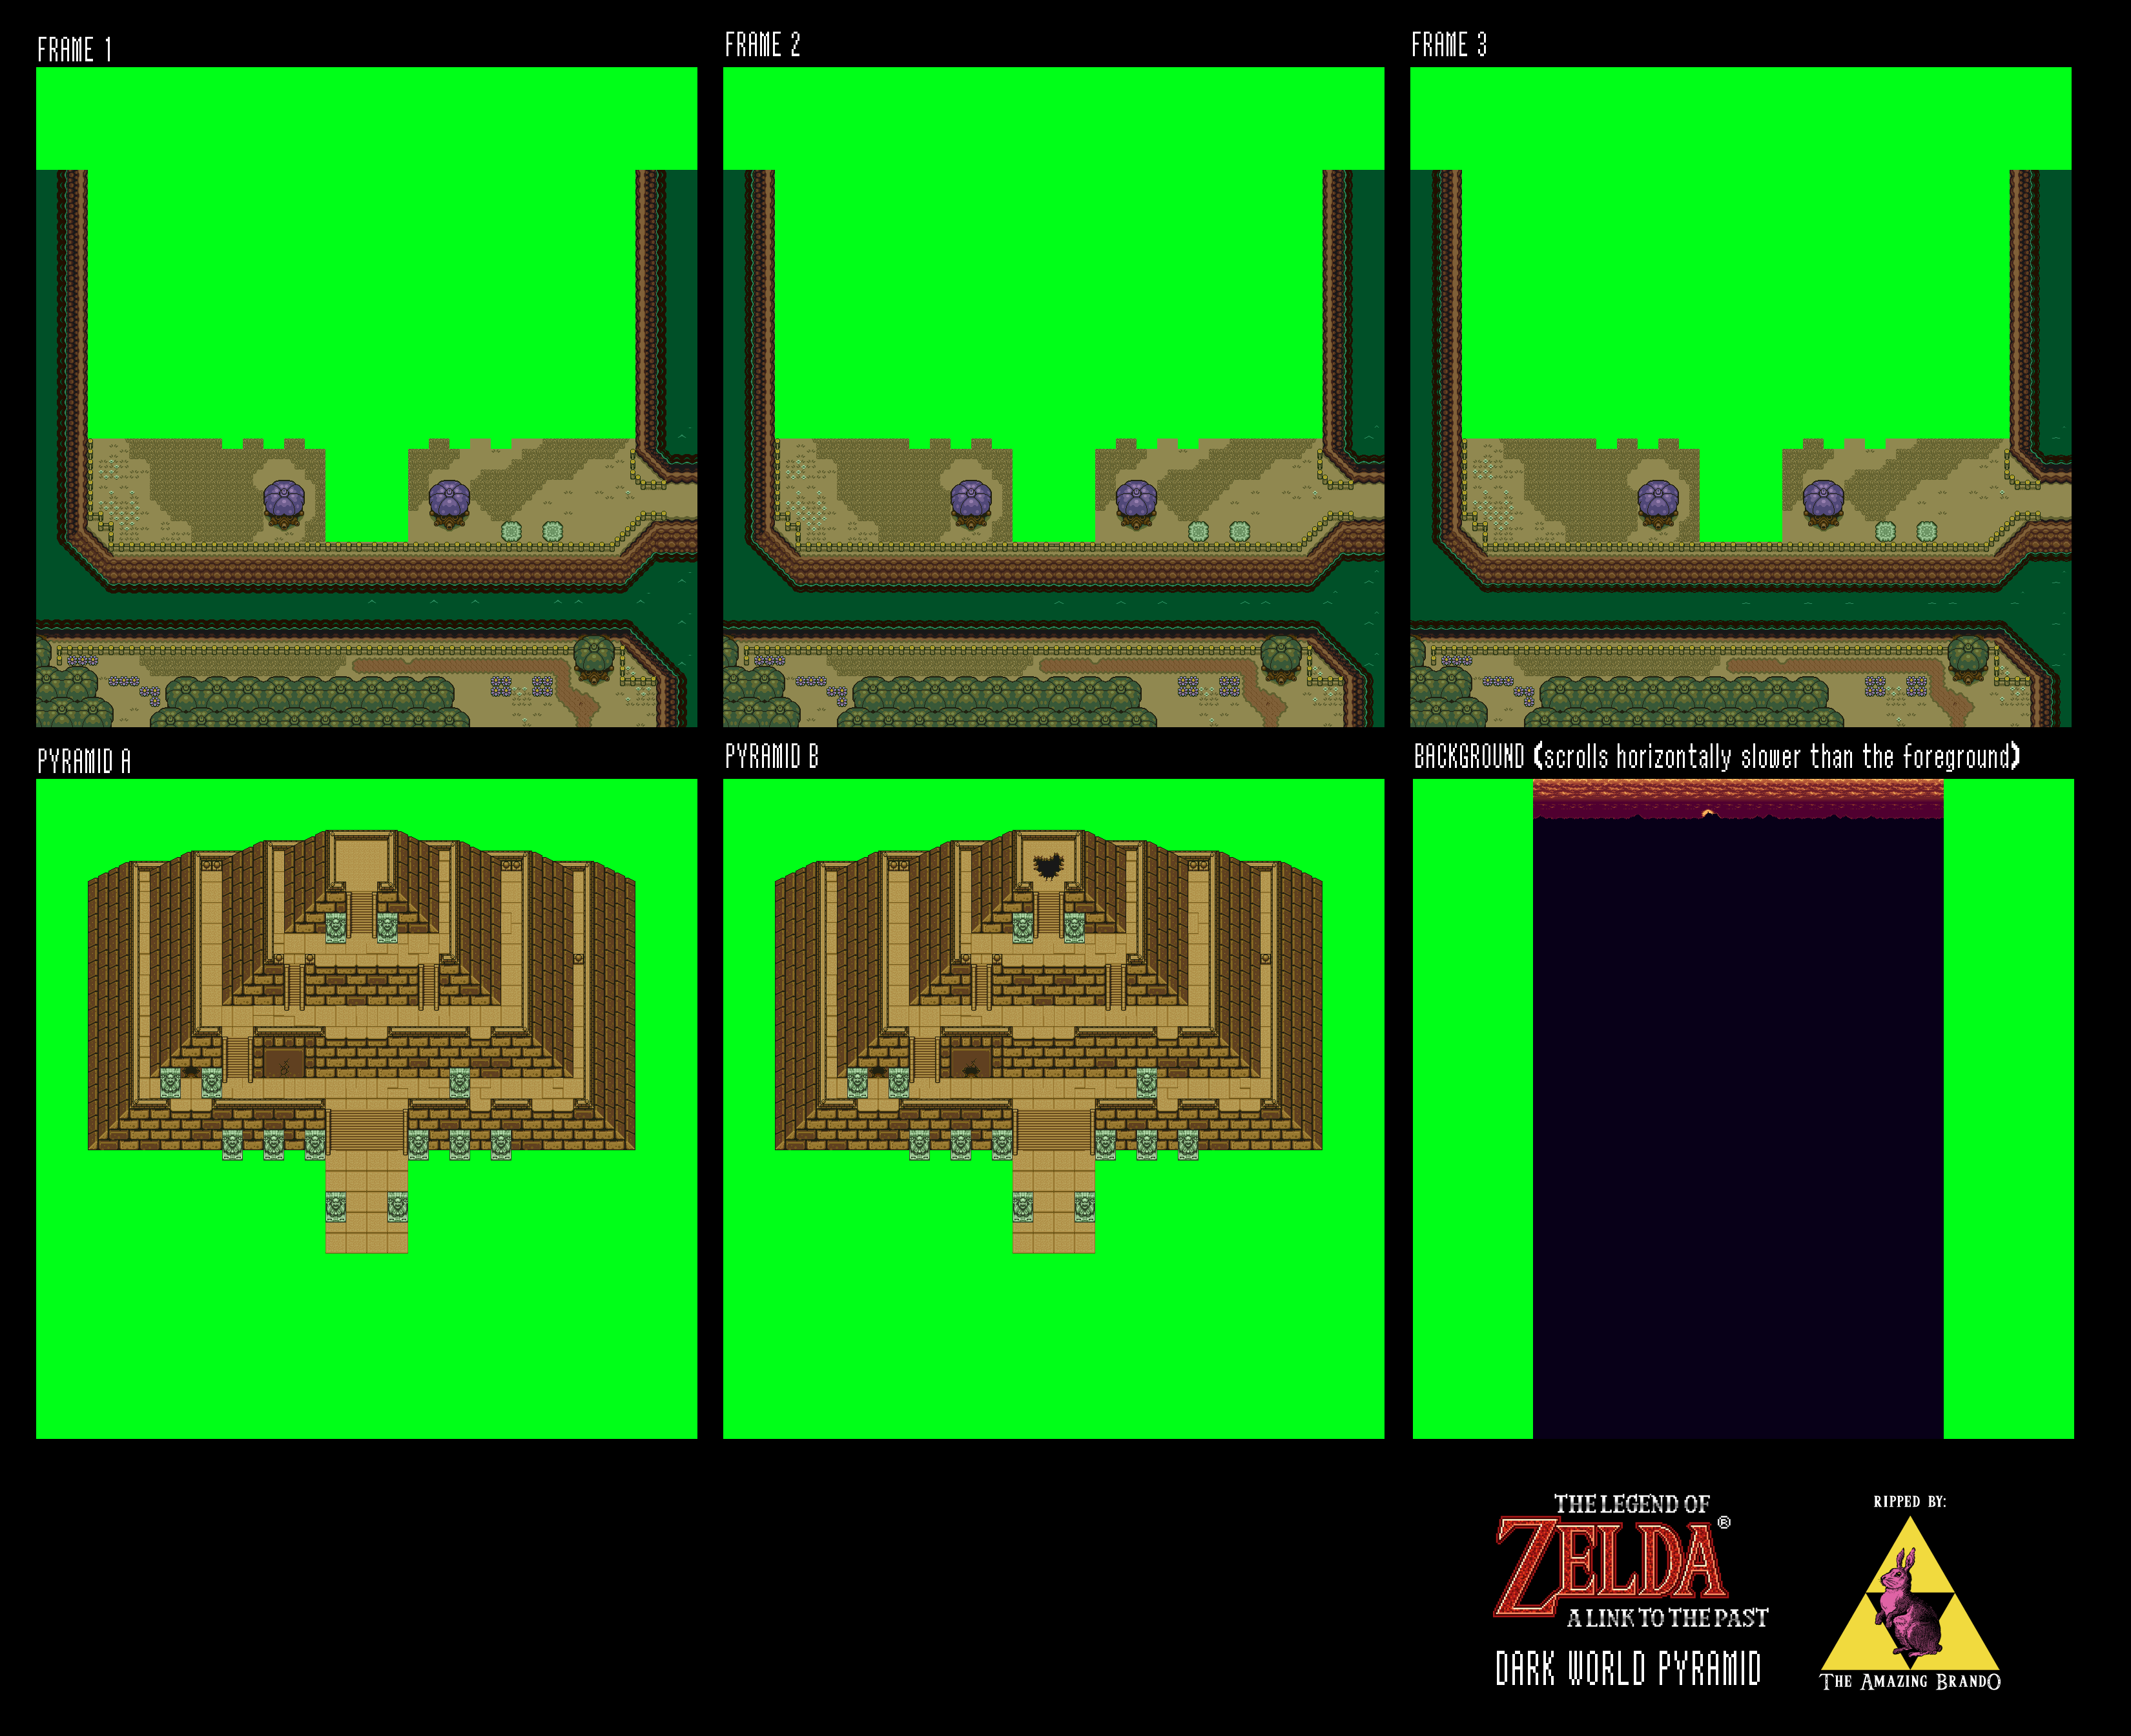 FRAME 1
FRAME 2
FRAME 3
PYRAMID A
PYRAMID B
BACKGROUND (scrolls horizontally slower than the foreground)
THE LEGEND OF
ZELDA®
A LINK TO THE PAST
DARK WORLD PYRAMID
RIPPED BY:
THE AMAZING BRANDO